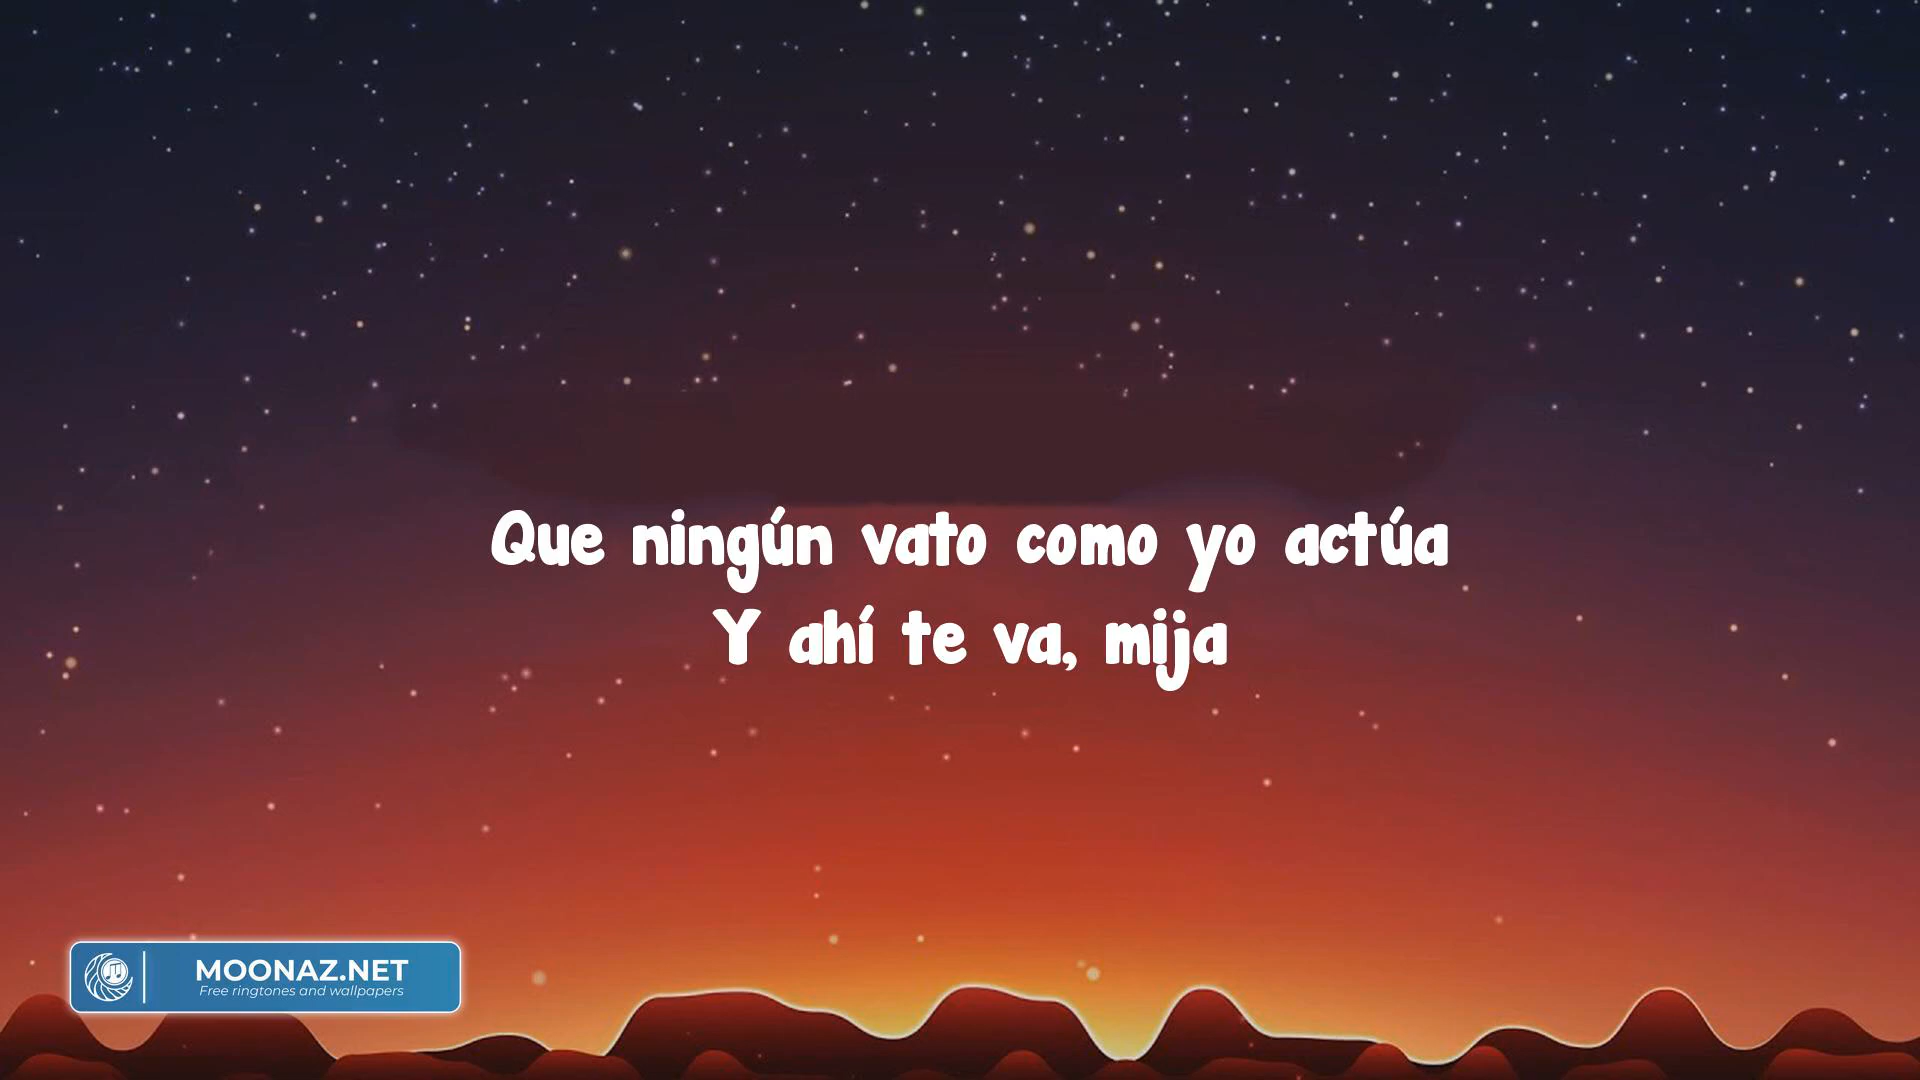 Que ningún vato como yo actúa
Y ahí te va, mija
MOONAZ.NET
Free ringtones and wallpapers